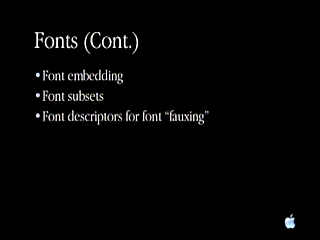 Fonts (Cont.)
•Font embedding
•Font subsets
•Font descriptors for font “fauxing”